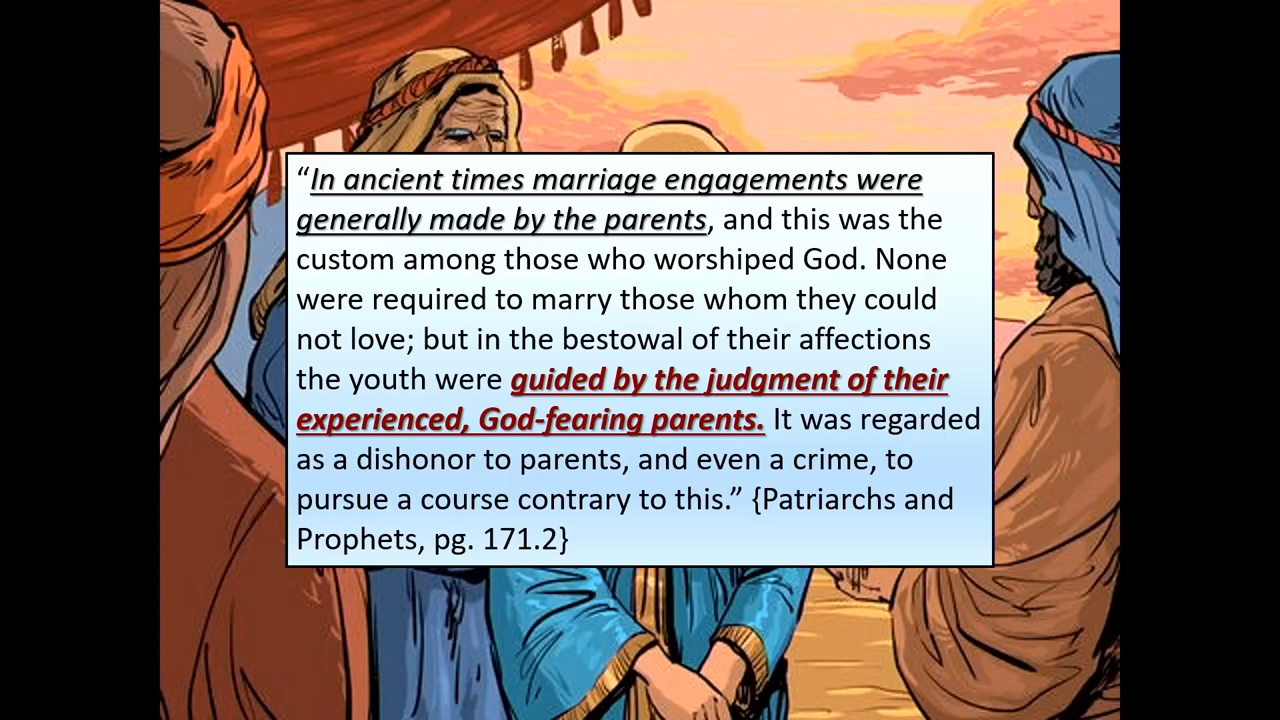 “In ancient times marriage engagements were
generally made by the parents, and this was the
custom among those who worshiped God. None
were required to marry those whom they could
not love; but in the bestowal of their affections
the youth were guided by the judgment of their
experienced, God-fearing parents. It was regarded
as a dishonor to parents, and even a crime, to
pursue a course contrary to this.” {Patriarchs and
Prophets, pg. 171.2}